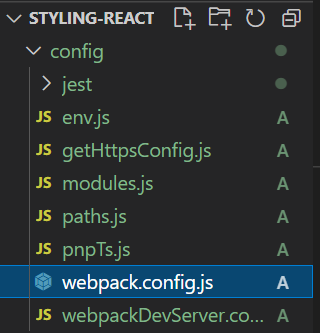 STYLING-REACT
config
jest
JS env.js A
JS getHttpsConfig.js A
JS modules.js A
JS paths.js A
JS pnpTs.js A
webpack.config.js A
JS webpackDevServer.co... A